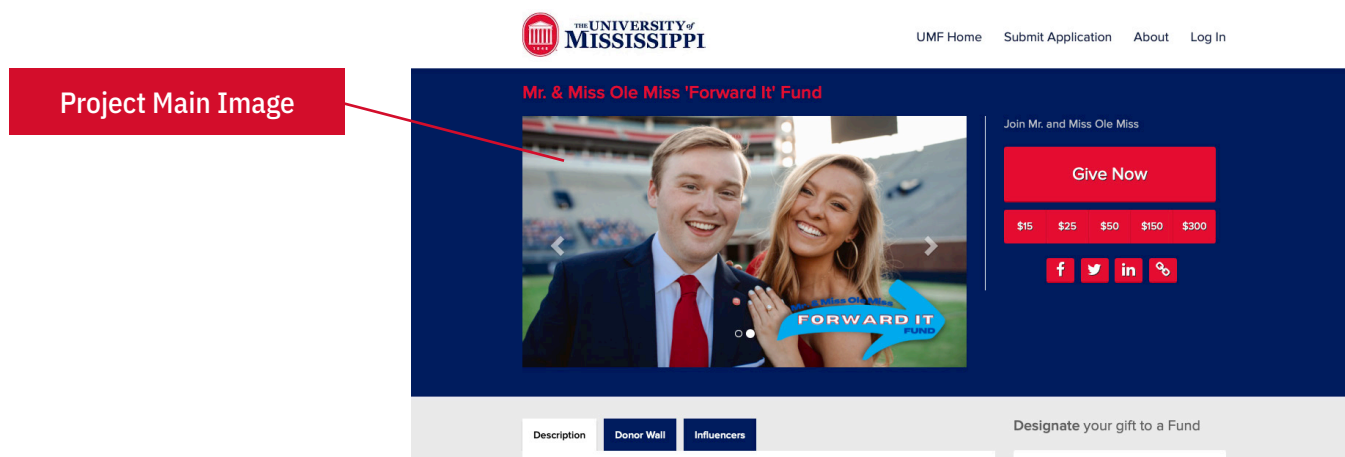 THE UNIVERSITY of
MISSISSIPPI
1848
UMF Home Submit Application About Log In
Project Main Image
Mr. & Miss Ole Miss 'Forward It' Fund
Join Mr. and Miss Ole Miss
Give Now
$15 $25 $50 $150 $300
Mr. & Miss Ole Miss
FORWARD IT
FUND
Description Donor Wall Influencers
Designate your gift to a Fund